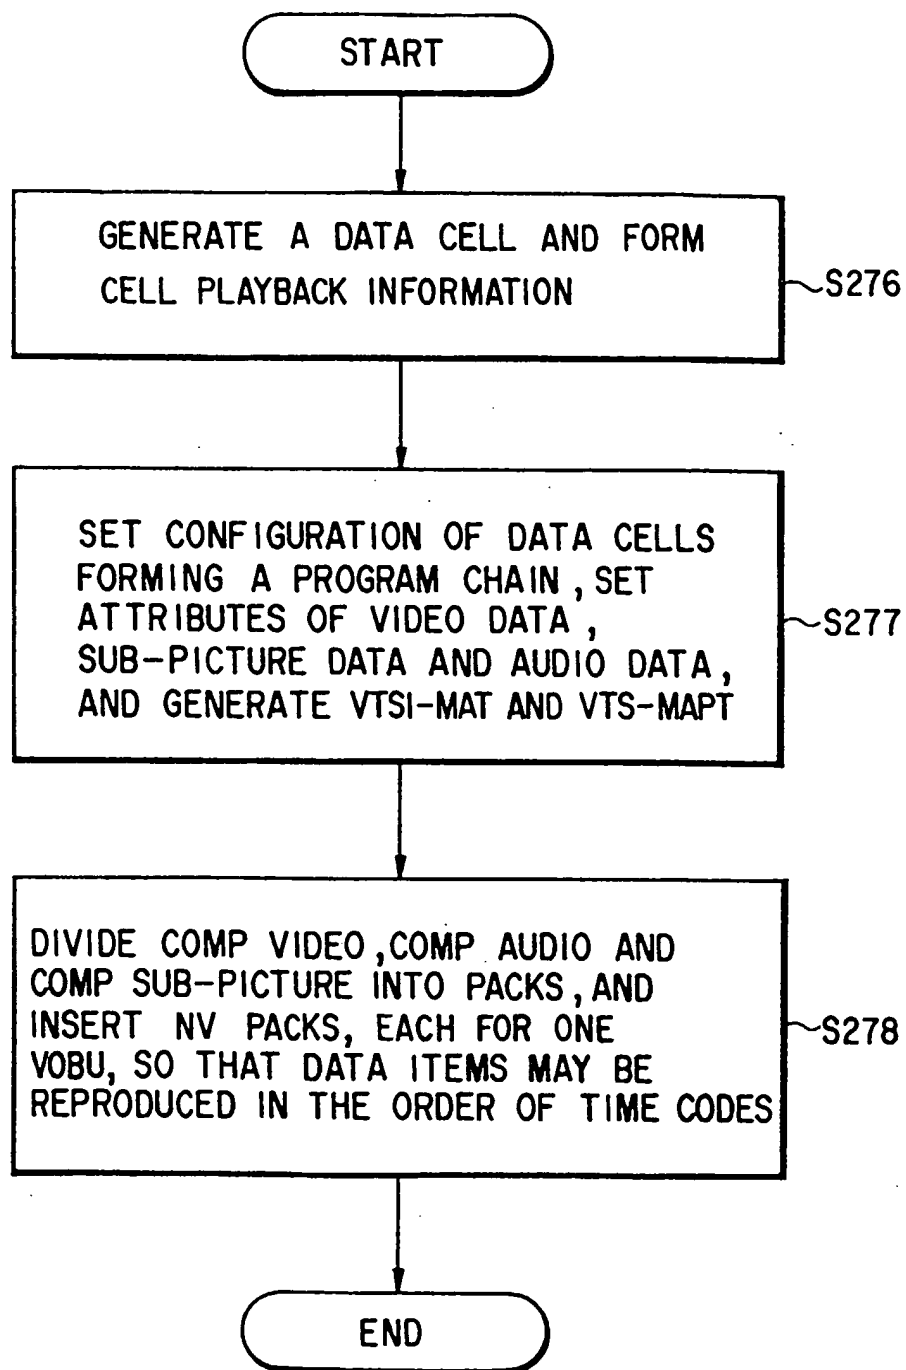 START
GENERATE A DATA CELL AND FORM
CELL PLAYBACK INFORMATION
S276
SET CONFIGURATION OF DATA CELLS
FORMING A PROGRAM CHAIN, SET
ATTRIBUTES OF VIDEO DATA,
SUB-PICTURE DATA AND AUDIO DATA,
AND GENERATE VTSI-MAT AND VTS-MAPT
S277
DIVIDE COMP VIDEO, COMP AUDIO AND
COMP SUB-PICTURE INTO PACKS, AND
INSERT NV PACKS, EACH FOR ONE
VOBU, SO THAT DATA ITEMS MAY BE
REPRODUCED IN THE ORDER OF TIME CODES
S278
END